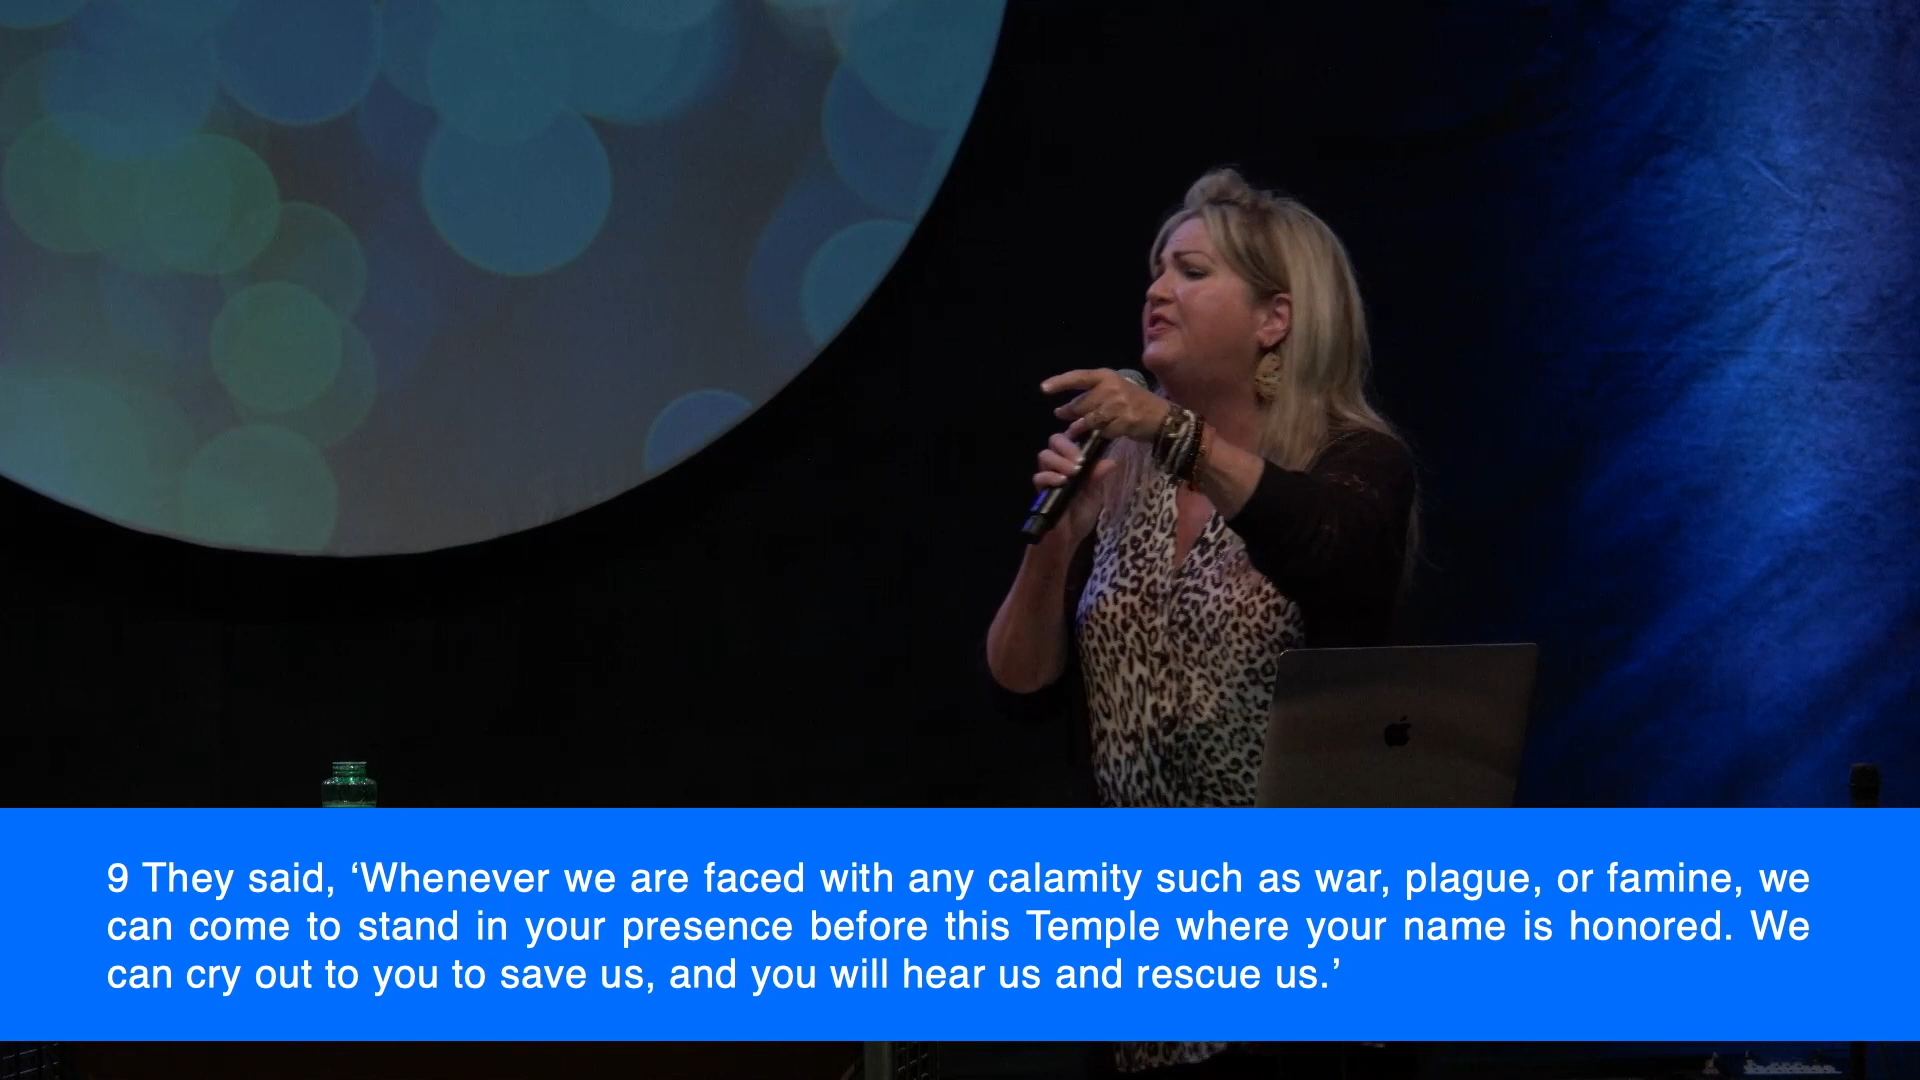 9 They said, ‘Whenever we are faced with any calamity such as war, plague, or famine, we
can come to stand in your presence before this Temple where your name is honored. We
can cry out to you to save us, and you will hear us and rescue us.’